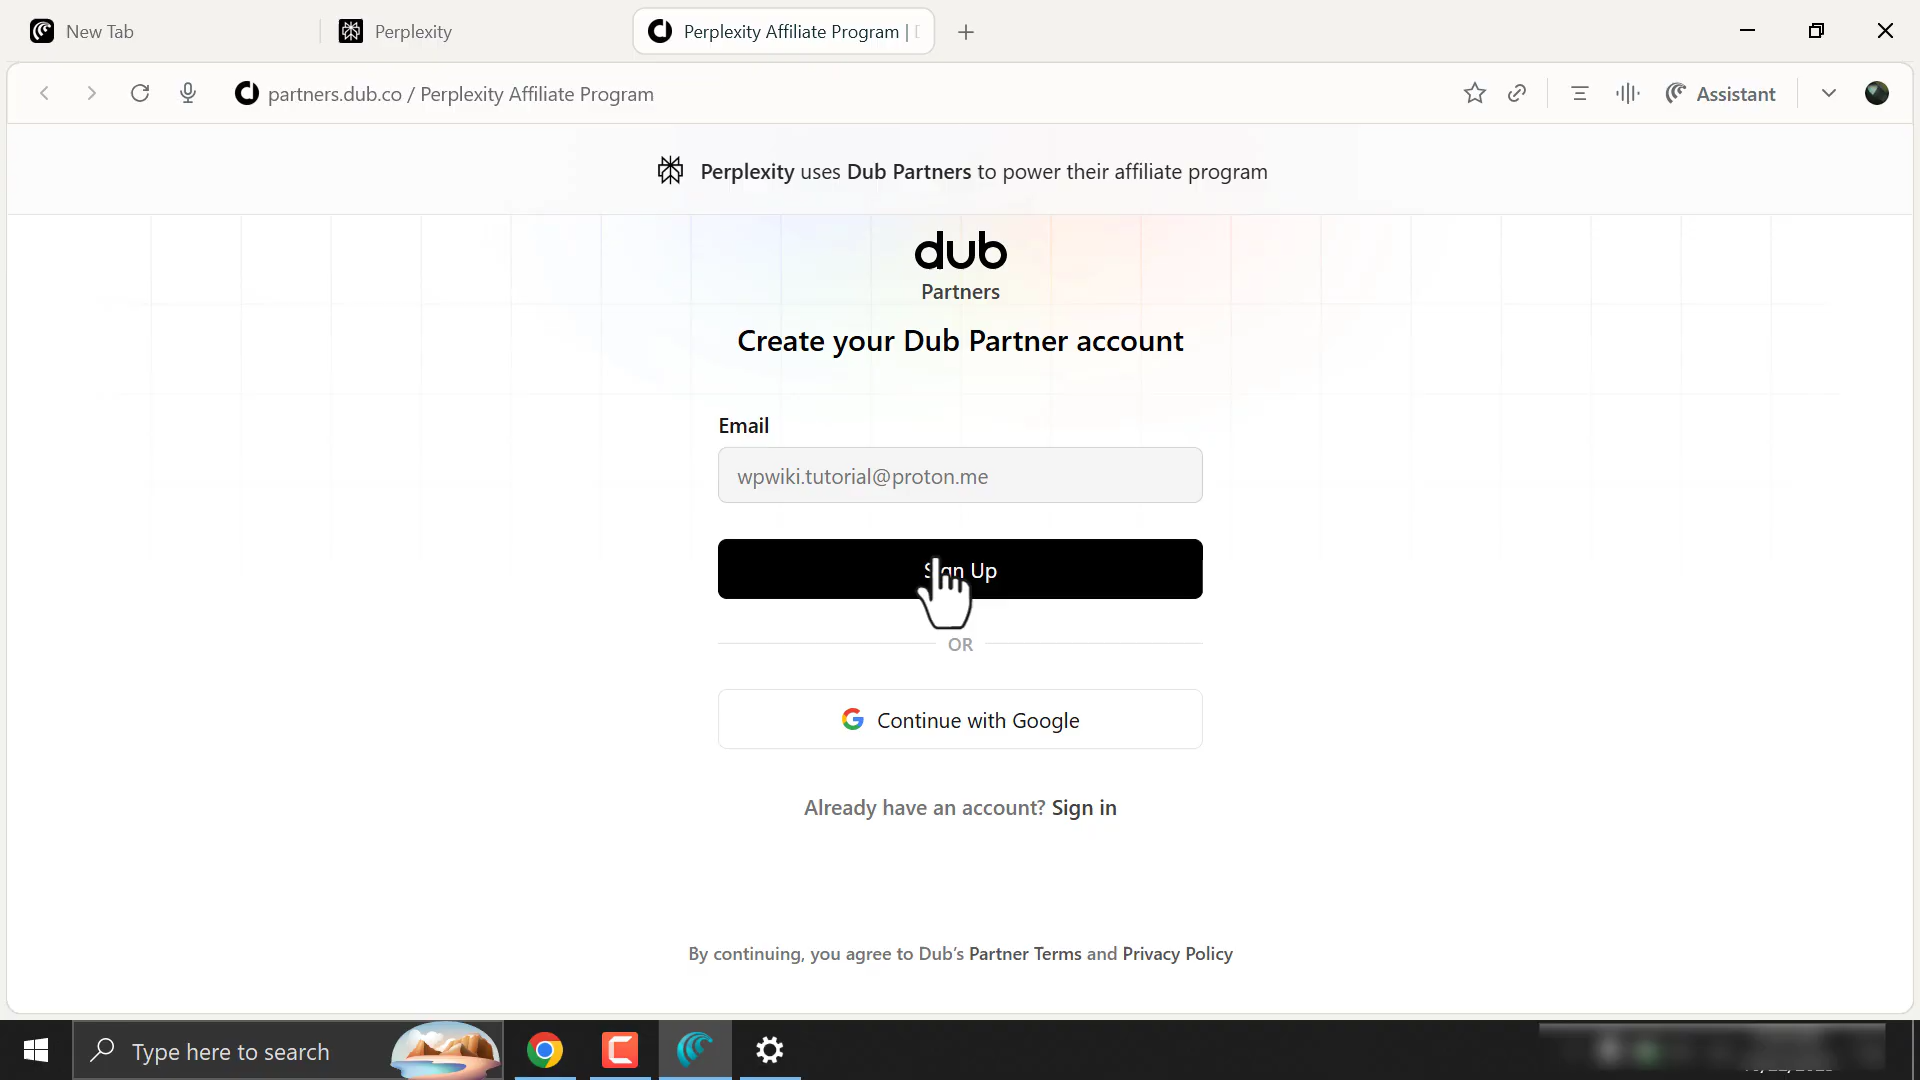 New Tab
Perplexity
Perplexity Affiliate Program |
partners.dub.co / Perplexity Affiliate Program
Assistant
Perplexity uses Dub Partners to power their affiliate program
dub
Partners
Create your Dub Partner account
Email
wpwiki.tutorial@proton.me
Sign Up
OR
Continue with Google
Already have an account? Sign in
By continuing, you agree to Dub’s Partner Terms and Privacy Policy
Type here to search